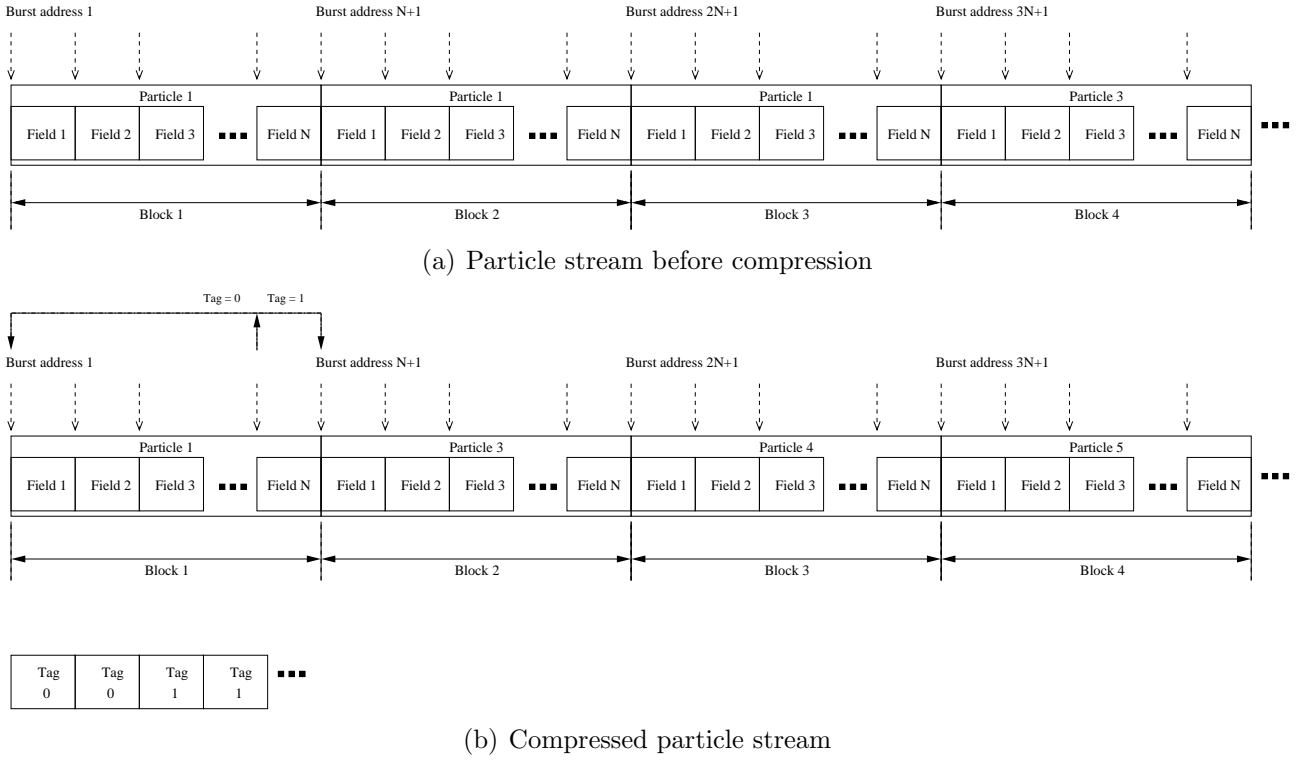 Burst address 1 Burst address N+1 Burst address 2N+1 Burst address 3N+1
Particle 1 Particle 1 Particle 1 Particle 3
Field 1 Field 2 Field 3 Field N Field 1 Field 2 Field 3 Field N Field 1 Field 2 Field 3 Field N Field 1 Field 2 Field 3 Field N
Block 1 Block 2 Block 3 Block 4
(a) Particle stream before compression
Tag = 0 Tag = 1
Burst address 1 Burst address N+1 Burst address 2N+1 Burst address 3N+1
Particle 1 Particle 3 Particle 4 Particle 5
Field 1 Field 2 Field 3 Field N Field 1 Field 2 Field 3 Field N Field 1 Field 2 Field 3 Field N Field 1 Field 2 Field 3 Field N
Block 1 Block 2 Block 3 Block 4
Tag Tag Tag Tag
0 0 1 1
(b) Compressed particle stream